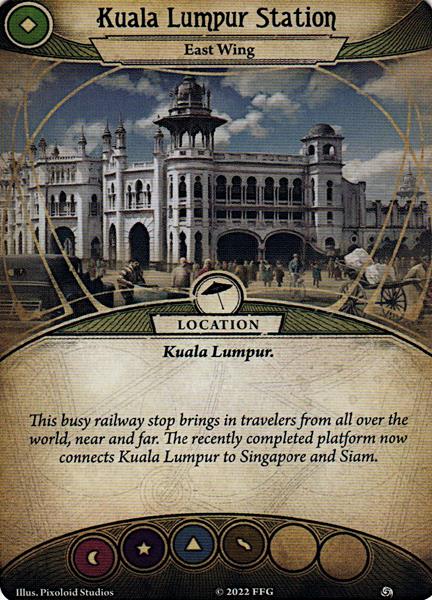 Kuala Lumpur Station
East Wing
LOCATION
Kuala Lumpur.
This busy railway stop brings in travelers from all over the
world, near and far. The recently completed platform now
connects Kuala Lumpur to Singapore and Siam.
Illus. Pixoloid Studios
© 2022 FFG